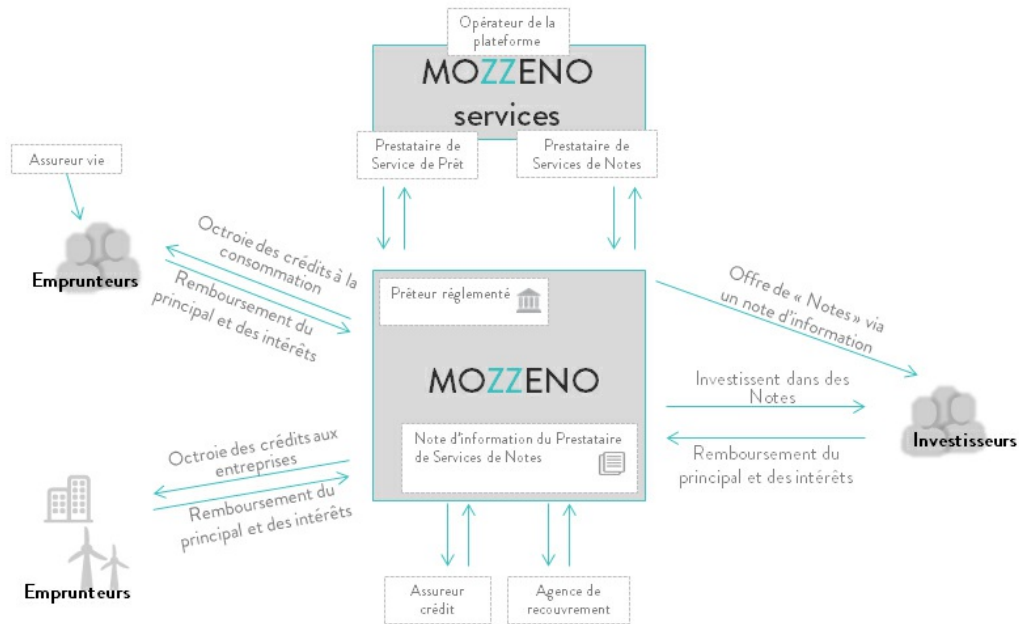 Opérateur de la
plateforme
MOZZENO
services
Prestataire de
Service de Prêt
Prestataire de
Services de Notes
Assureur vie
Emprunteurs
Octroie des crédits à la
consommation
Remboursement du
principal et des intérêts
Prêteur réglementé
MOZZENO
Note d'information du Prestataire
de Services de Notes
Offre de « Notes » via
un note d'information
Investissent dans des
Notes
Investisseurs
Remboursement du
principal et des intérêts
Octroie des crédits aux
entreprises
Remboursement du
principal et des intérêts
Emprunteurs
Assureur
crédit
Agence de
recouvrement